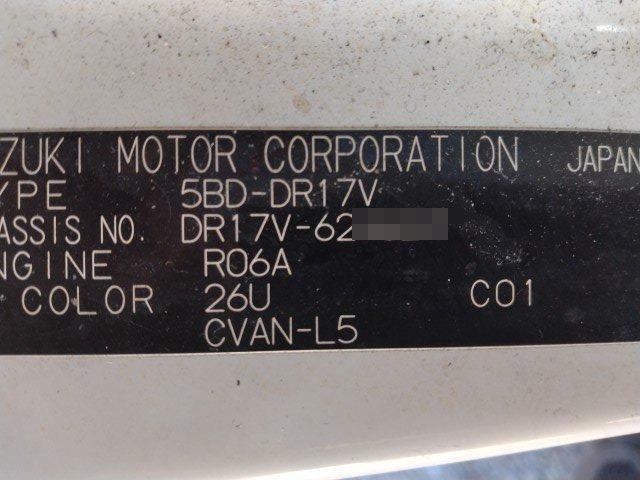 ZUKI MOTOR CORPORATION JAPAN
YPE 5BD-DR17V
ASSIS NO. DR17V-62
NGINE R06A
COLOR 26U C01
CVAN-L5